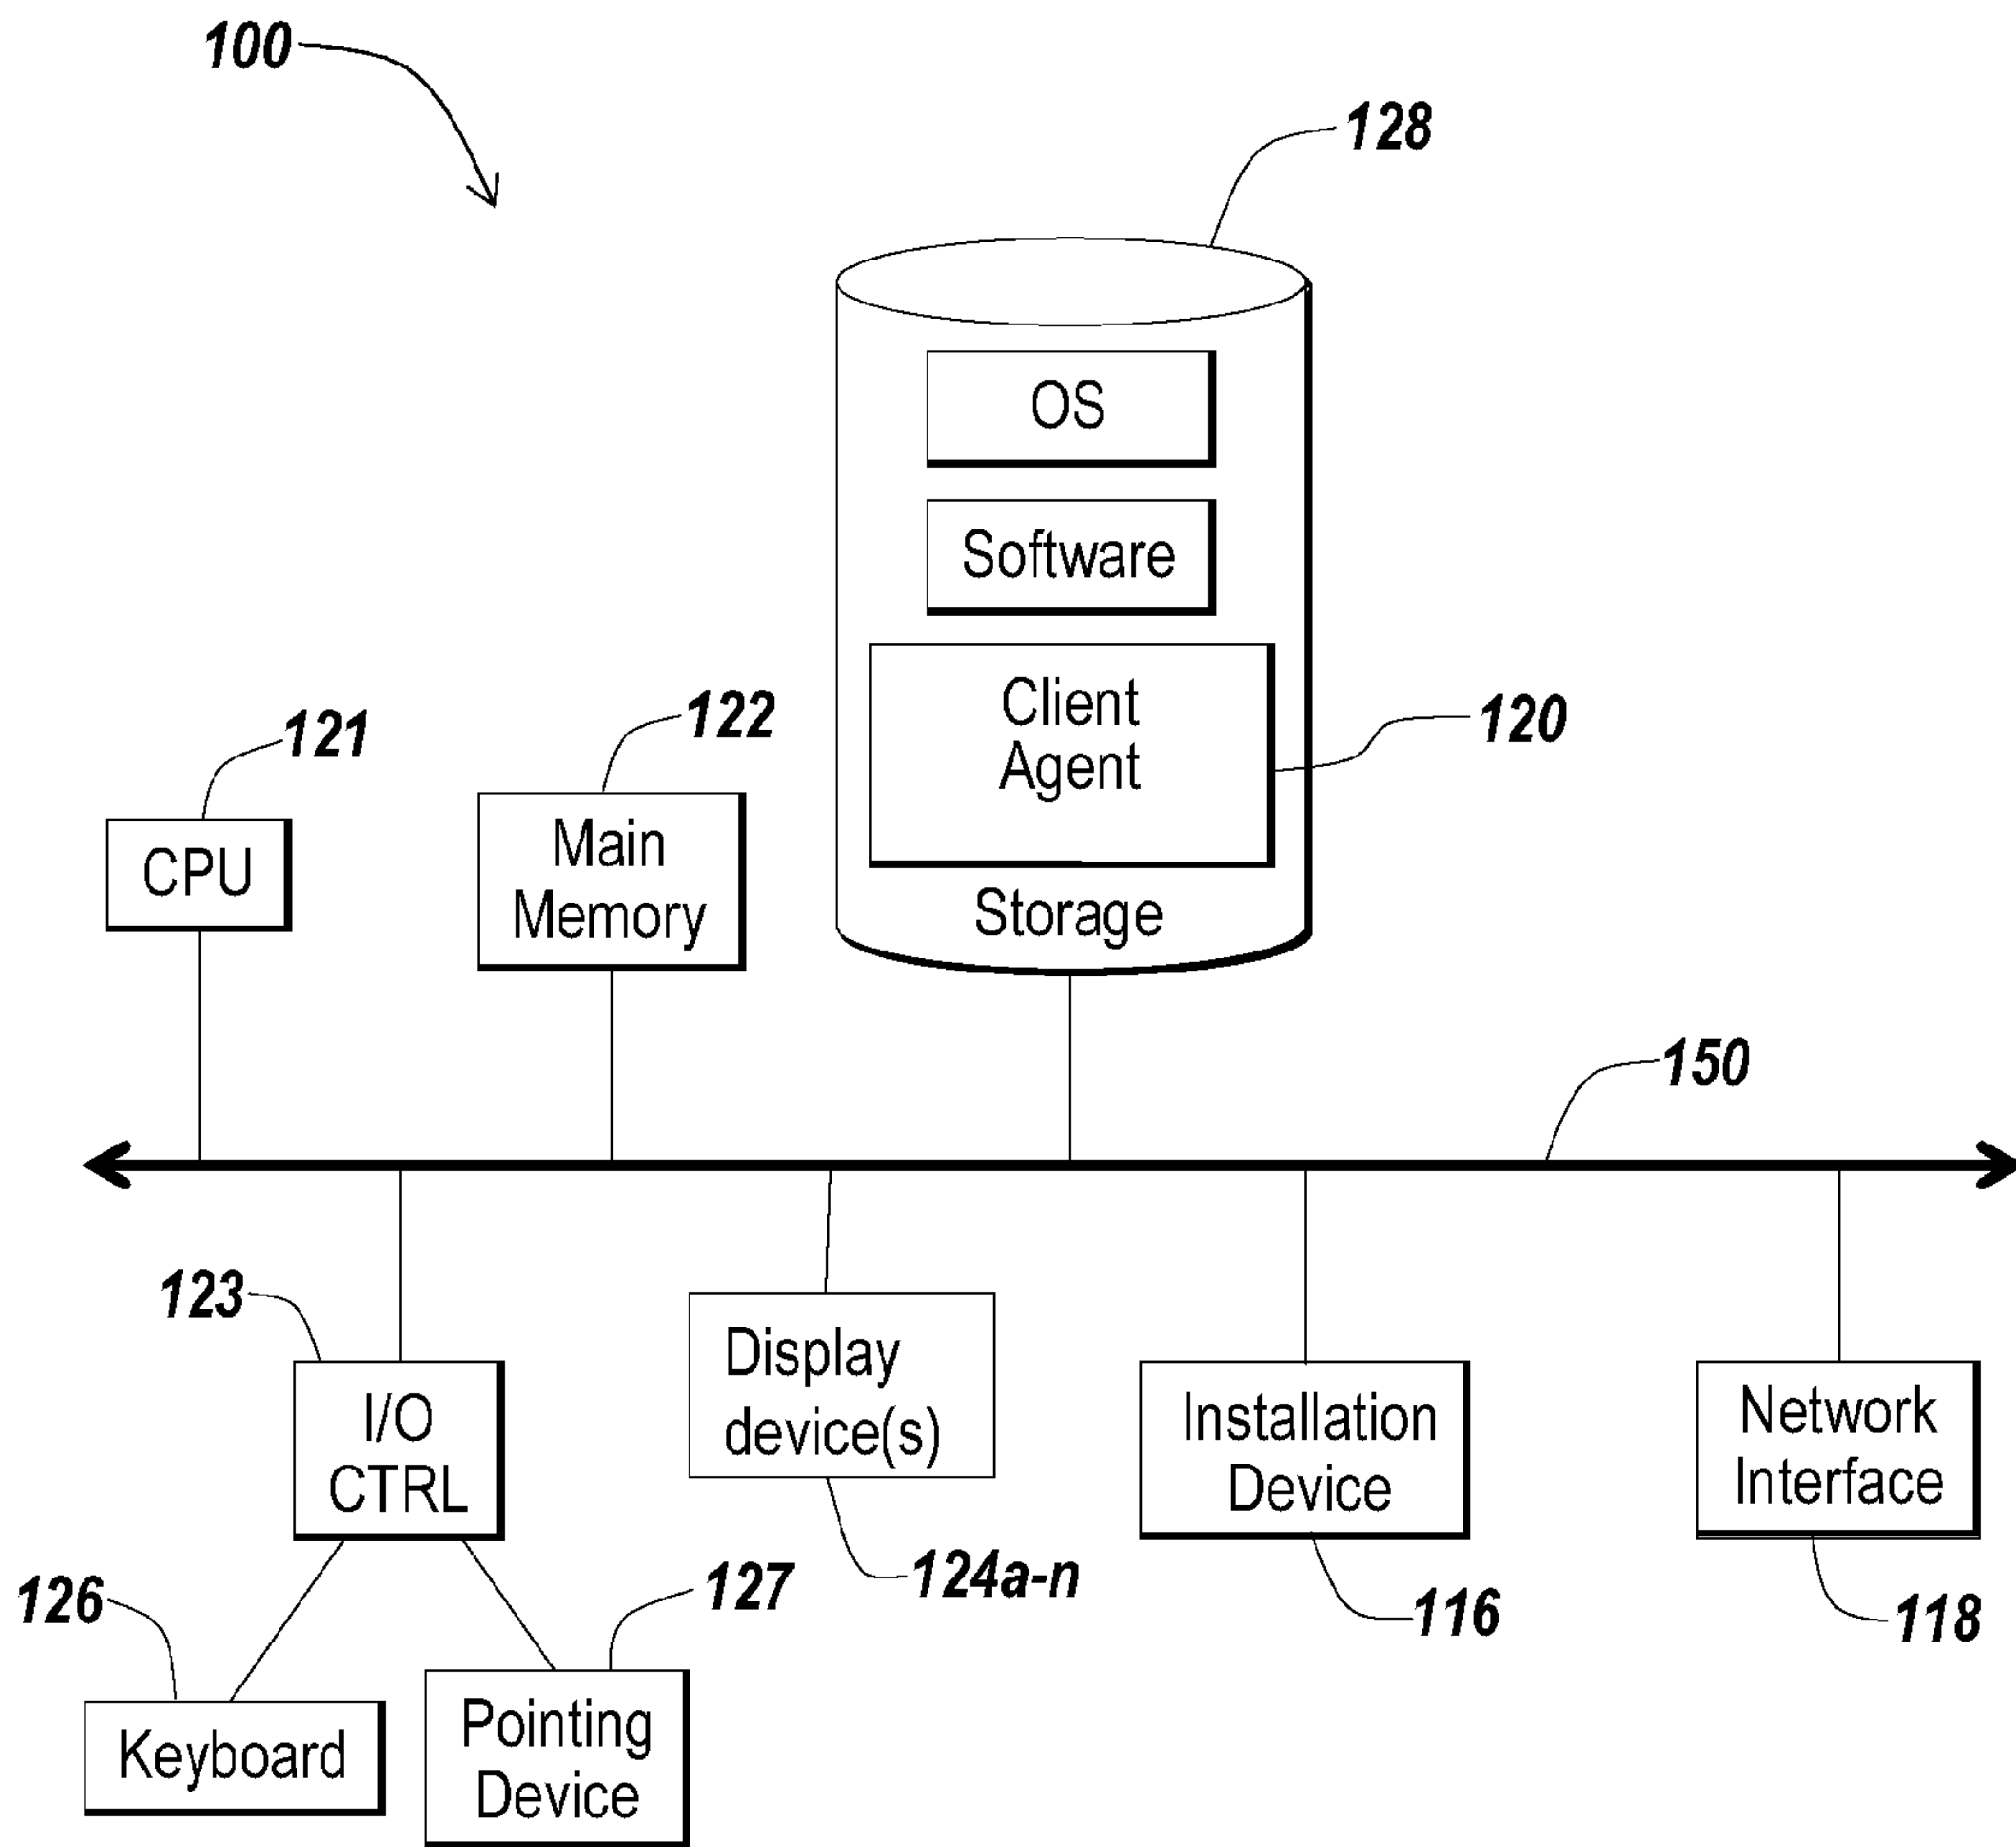 100
128
OS
Software
Client
Agent
120
Storage
121
CPU
122
Main
Memory
150
123
I/O
CTRL
Display
device(s)
124a-n
Installation
Device
116
Network
Interface
118
126
Keyboard
127
Pointing
Device